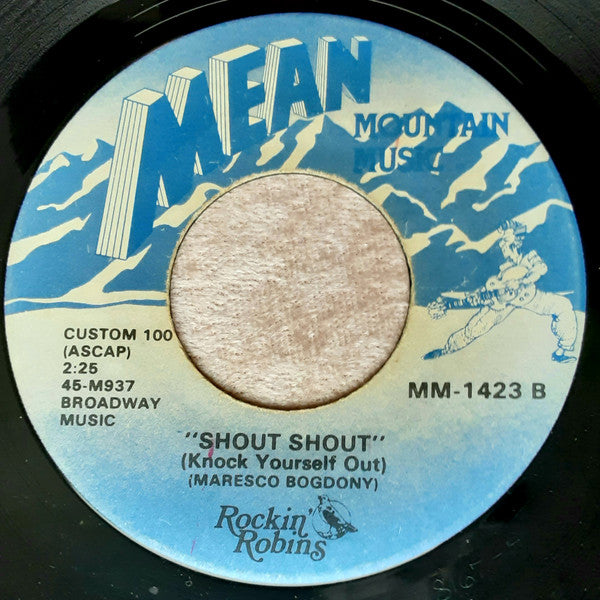 MEAN
MOUNTAIN
MUSIC
CUSTOM 100
(ASCAP)
2:25
45-M937
BROADWAY
MUSIC
MM-1423 B
"SHOUT SHOUT"
(Knock Yourself Out)
(MARESCO BOGDONY)
Rockin'
Robins